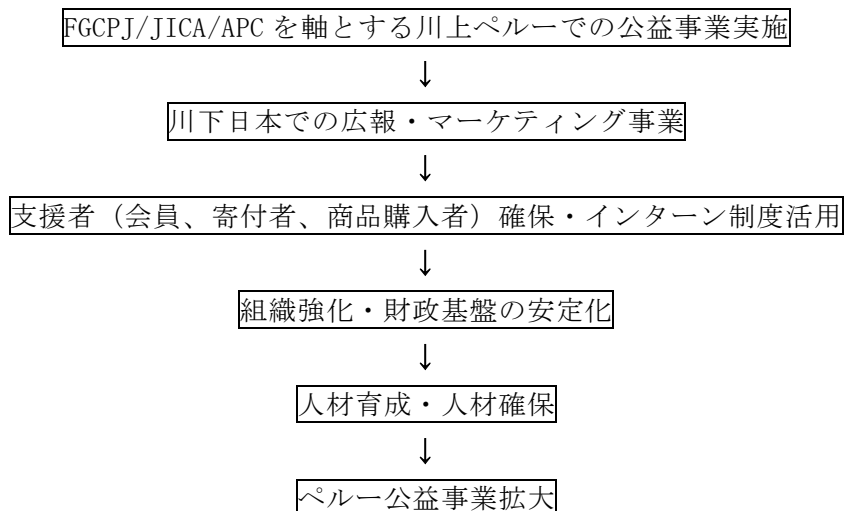 FGCPJ/JICA/APC を軸とする川上ペルーでの公益事業実施
↓
川下日本での広報・マーケティング事業
↓
支援者（会員、寄付者、商品購入者）確保・インターン制度活用
↓
組織強化・財政基盤の安定化
↓
人材育成・人材確保
↓
ペルー公益事業拡大